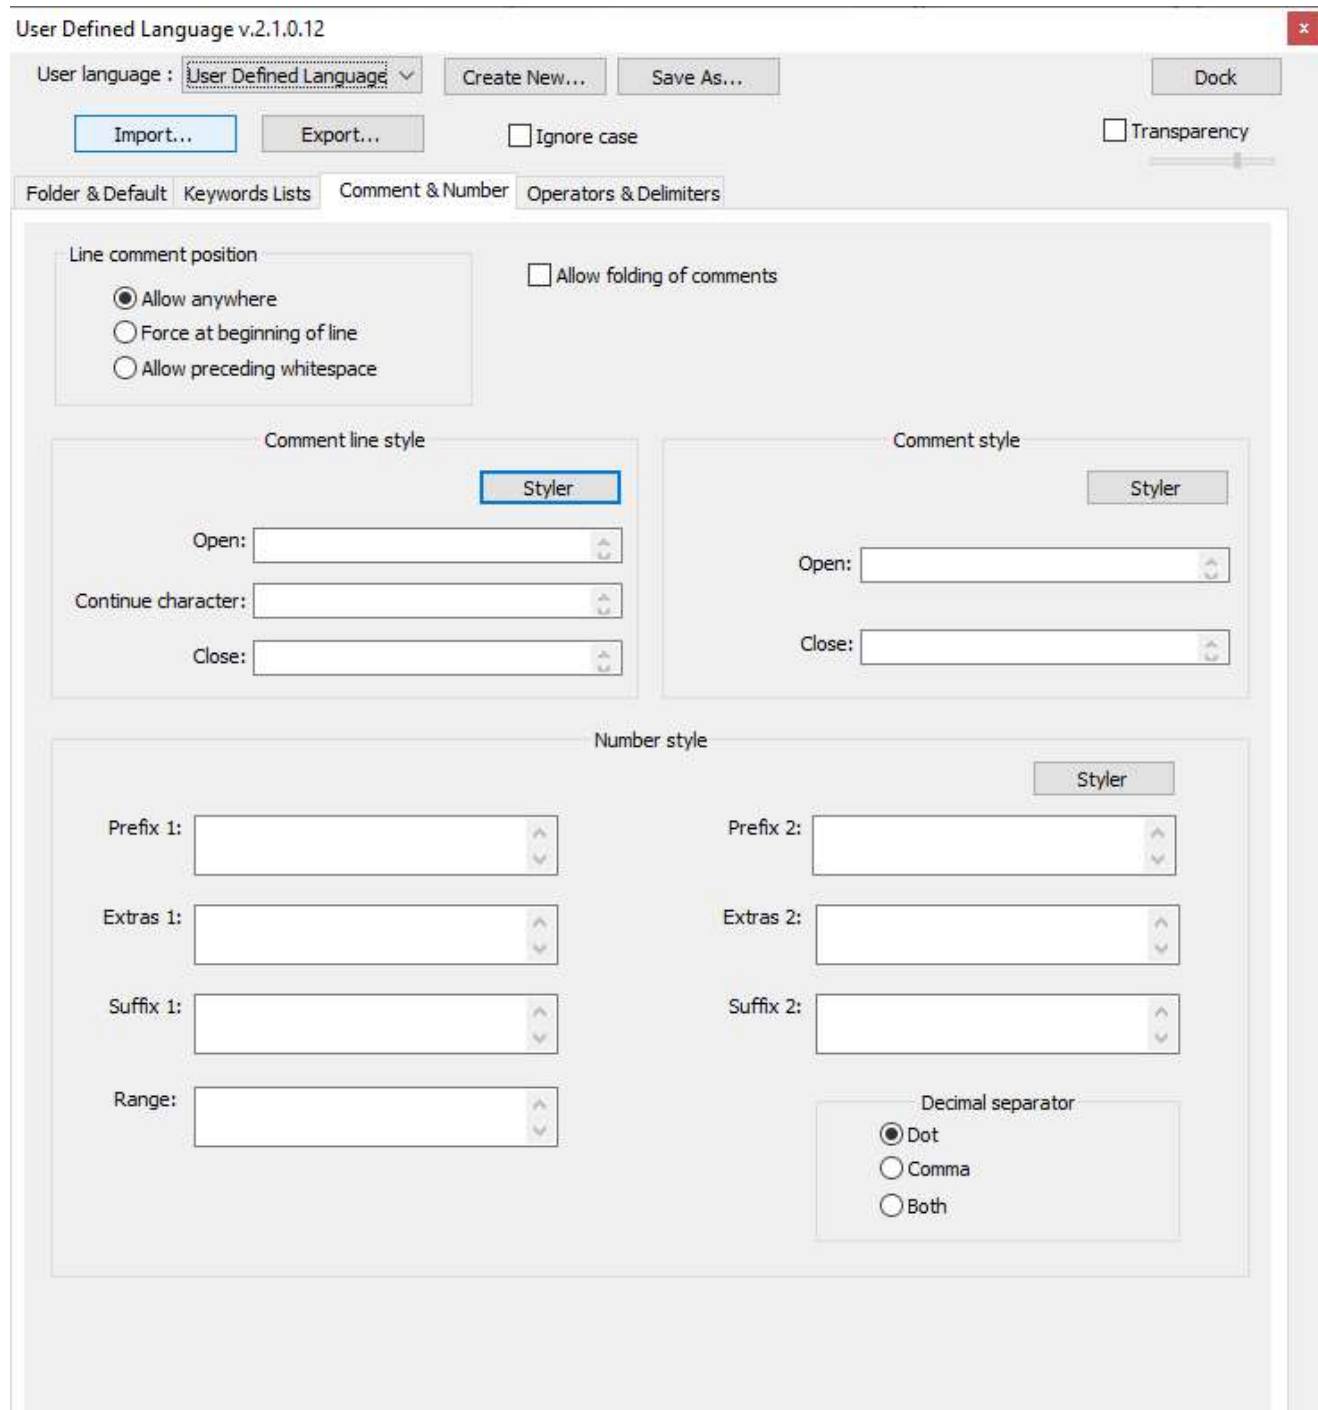 User Defined Language v.2.1.0.12
x
User language : User Defined Language Create New... Save As... Dock
Import... Export... Ignore case Transparency
Folder & Default Keywords Lists Comment & Number Operators & Delimiters
Line comment position
Allow folding of comments
Allow anywhere
Force at beginning of line
Allow preceding whitespace
Comment line style
Styler
Open:
Continue character:
Close:
Comment style
Styler
Open:
Close:
Number style
Styler
Prefix 1: Prefix 2:
Extras 1: Extras 2:
Suffix 1: Suffix 2:
Range:
Decimal separator
Dot
Comma
Both